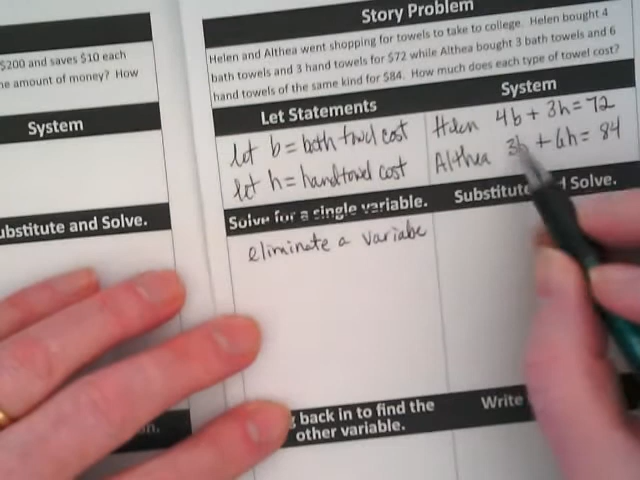 $200 and saves $10 each
amount of money? How
System
Substitute and Solve.
Story Problem
Helen and Althea went shopping for towels to take to college. Helen bought 4
bath towels and 3 hand towels for $72 while Althea bought 3 bath towels and 6
hand towels of the same kind for $84. How much does each type of towel cost?
Let Statements
let b = bath towel cost
let h = hand towel cost
System
Helen 4b + 3h = 72
Althea 3b + 6h = 84
Solve for a single variable.
eliminate a variabe
Substitute and Solve.
back in to find the
other variable.
Write